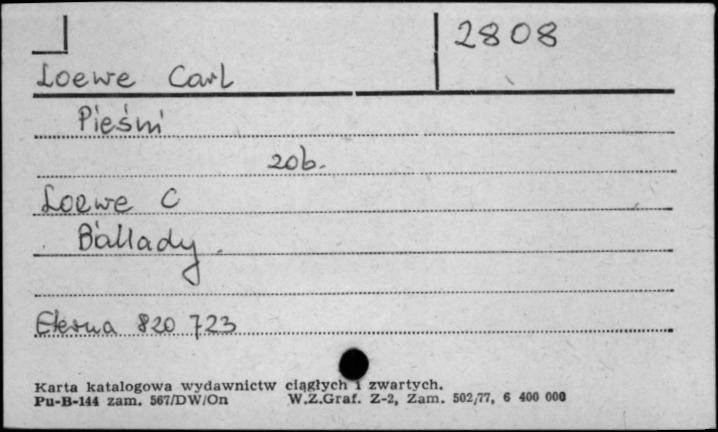 2808
Loewe Carl
Pieśni
zob.
Loewe C
Ballady
Eterna 820 723
Karta katalogowa wydawnictw ciągłych i zwartych.
Pu-B-144 zam. 567/DW/On W.Z.Graf. Z-2, Zam. 502/77, 6 400 000